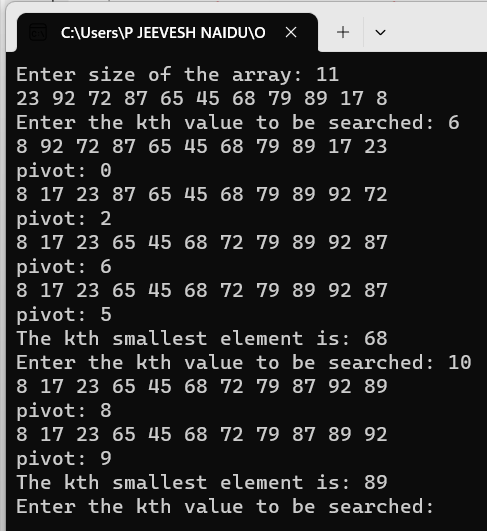 C:\Users\P JEEVESH NAIDU\O
Enter size of the array: 11
23 92 72 87 65 45 68 79 89 17 8
Enter the kth value to be searched: 6
8 92 72 87 65 45 68 79 89 17 23
pivot: 0
8 17 23 87 65 45 68 79 89 92 72
pivot: 2
8 17 23 65 45 68 72 79 89 92 87
pivot: 6
8 17 23 65 45 68 72 79 89 92 87
pivot: 5
The kth smallest element is: 68
Enter the kth value to be searched: 10
8 17 23 65 45 68 72 79 87 92 89
pivot: 8
8 17 23 65 45 68 72 79 87 89 92
pivot: 9
The kth smallest element is: 89
Enter the kth value to be searched: